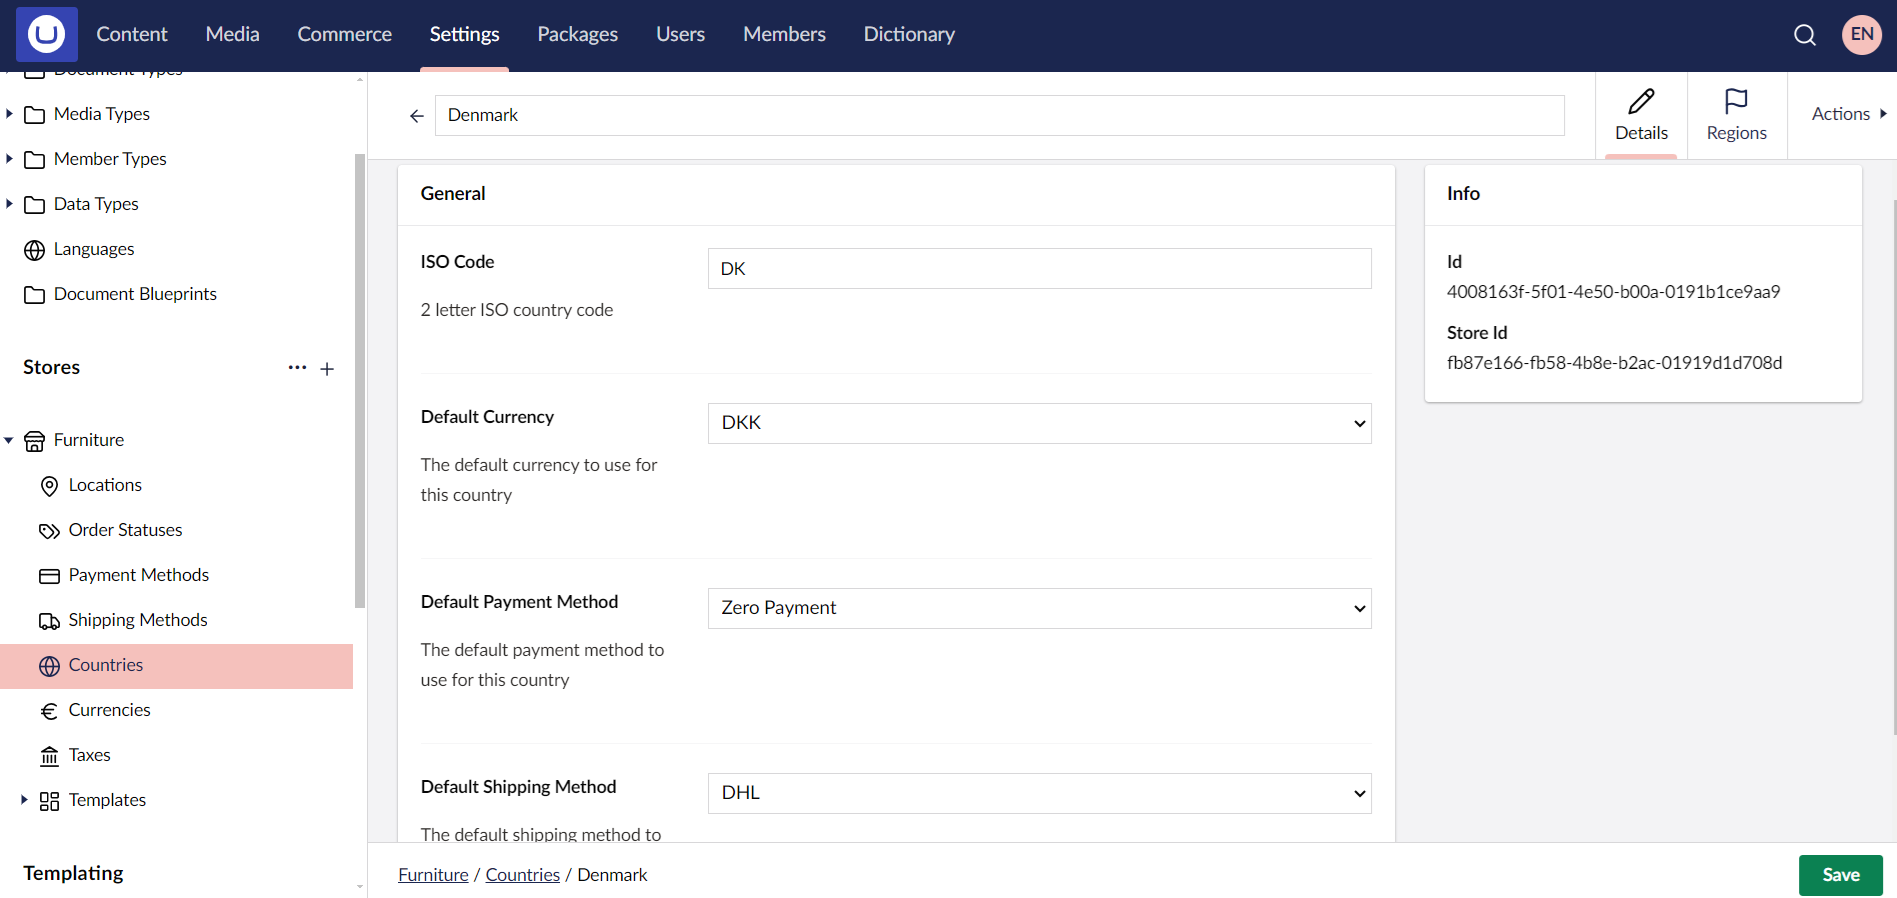 Content
Media
Commerce
Settings
Packages
Users
Members
Dictionary
EN
Document Types
Media Types
Member Types
Data Types
Languages
Document Blueprints
Stores
Furniture
Locations
Order Statuses
Payment Methods
Shipping Methods
Countries
Currencies
Taxes
Templates
Templating
Denmark
Details
Regions
Actions
General
ISO Code
2 letter ISO country code
DK
Default Currency
The default currency to use for
this country
DKK
Default Payment Method
The default payment method to
use for this country
Zero Payment
Default Shipping Method
The default shipping method to
DHL
Info
Id
4008163f-5f01-4e50-b00a-0191b1ce9aa9
Store Id
fb87e166-fb58-4b8e-b2ac-01919d1d708d
Furniture / Countries / Denmark
Save